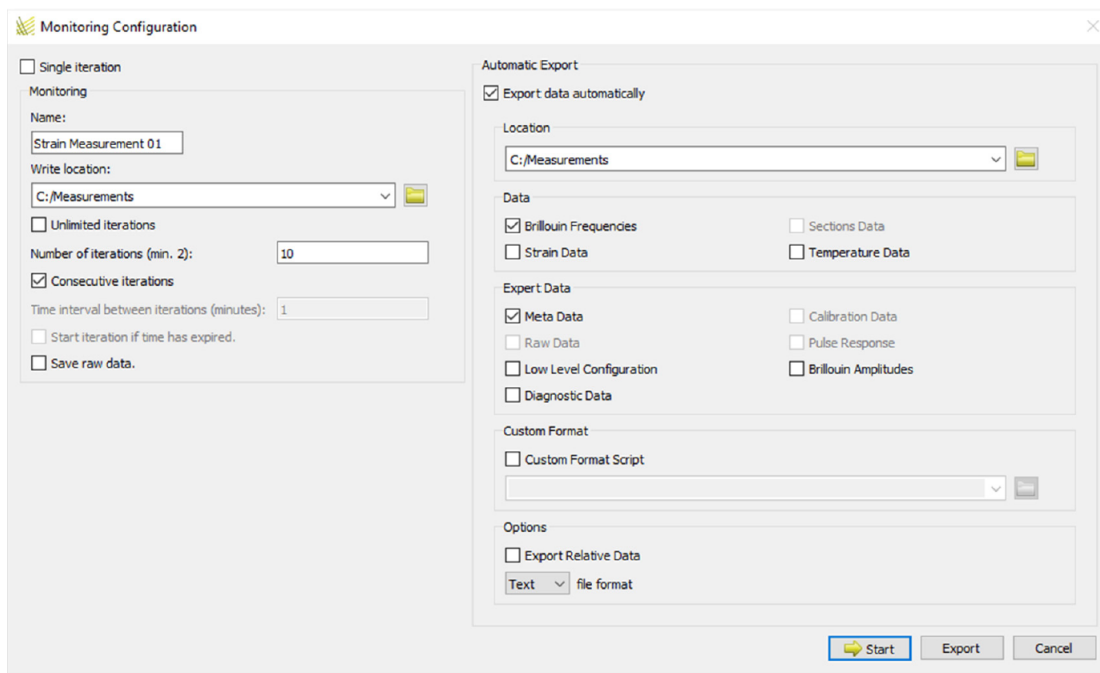 Monitoring Configuration
Single iteration
Monitoring
Name:
Strain Measurement 01
Write location:
C:/Measurements
Unlimited iterations
Number of iterations (min. 2): 10
Consecutive iterations
Time interval between iterations (minutes): 1
Start iteration if time has expired.
Save raw data.
Automatic Export
Export data automatically
Location
C:/Measurements
Data
Brillouin Frequencies Sections Data
Strain Data Temperature Data
Expert Data
Meta Data Calibration Data
Raw Data Pulse Response
Low Level Configuration Brillouin Amplitudes
Diagnostic Data
Custom Format
Custom Format Script
Options
Export Relative Data
Text file format
Start Export Cancel